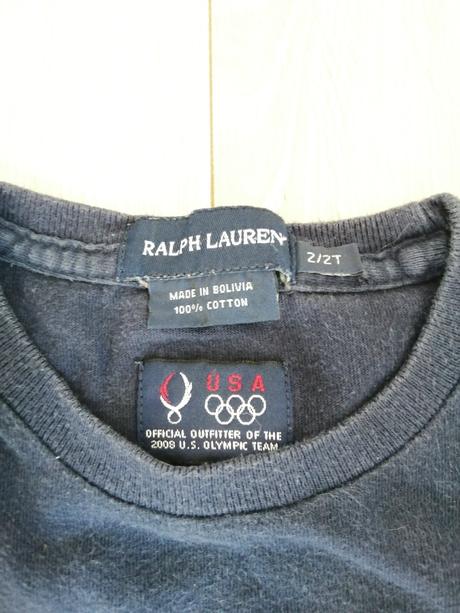 RALPH LAUREN
2/2T
MADE IN BOLIVIA
100% COTTON
USA
OFFICIAL OUTFITTER OF THE
2008 U.S. OLYMPIC TEAM